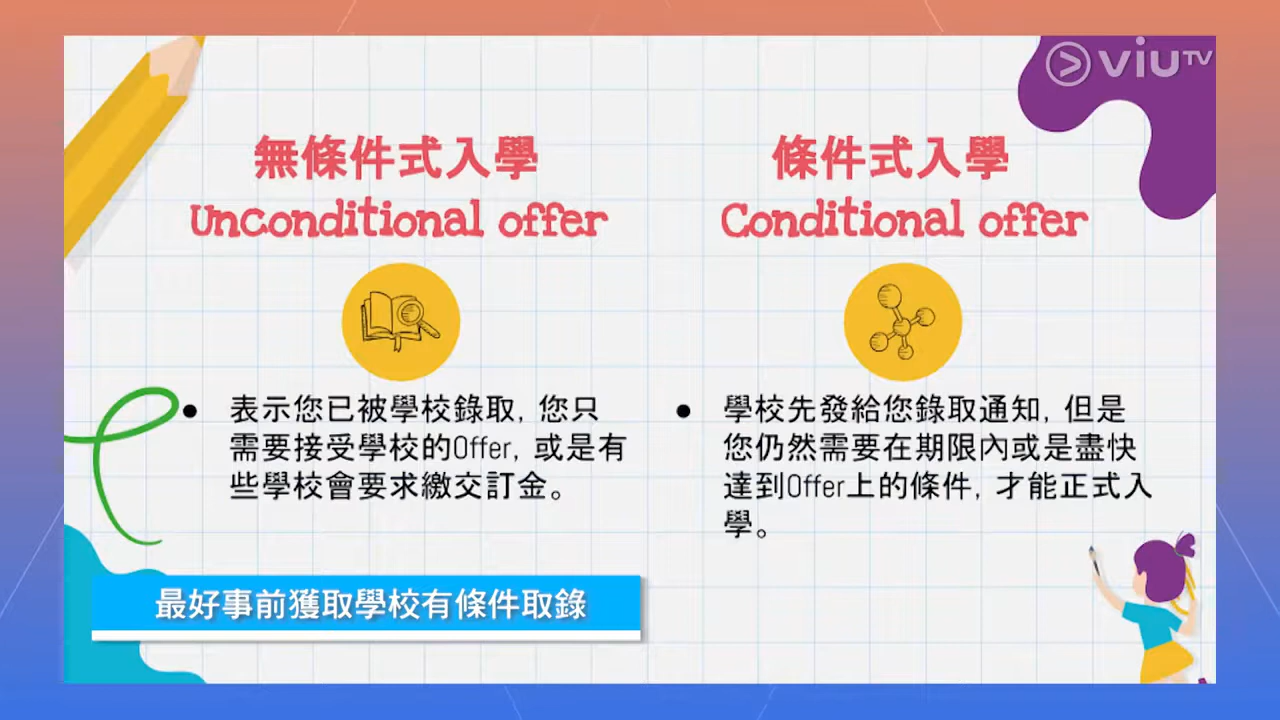 viuTV
無條件式入學
Unconditional offer
表示您已被學校錄取, 您只
需要接受學校的Offer, 或是有
些學校會要求繳交訂金。
條件式入學
Conditional offer
學校先發給您錄取通知, 但是
您仍然需要在期限內或是盡快
達到Offer上的條件, 才能正式入
學。
最好事前獲取學校有條件取錄